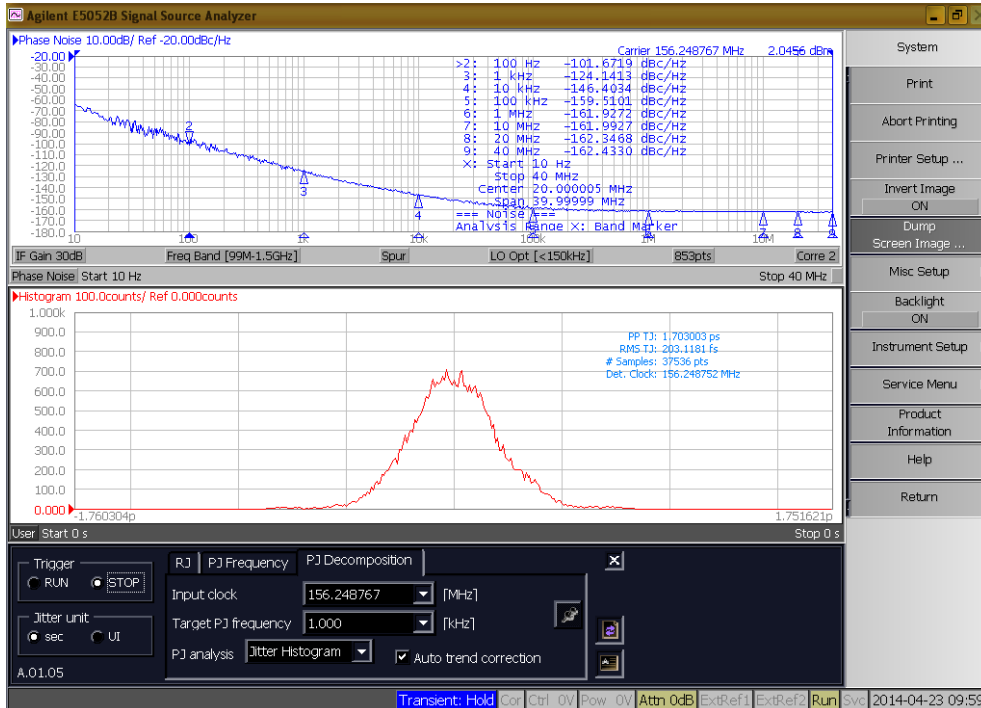 Agilent E5052B Signal Source Analyzer
Phase Noise 10.00dB/ Ref -20.00dBc/Hz
Carrier 156.248767 MHz 2.0456 dBm
-20.00
-30.00
-40.00
-50.00
-60.00
-70.00
-80.00
-90.00
-100.0
-110.0
-120.0
-130.0
-140.0
-150.0
-160.0
-170.0
-180.0
>2: 100 Hz -101.6719 dBc/Hz
3: 1 kHz -124.1413 dBc/Hz
4: 10 kHz -146.4034 dBc/Hz
5: 100 kHz -159.5101 dBc/Hz
6: 1 MHz -161.9272 dBc/Hz
7: 10 MHz -161.9927 dBc/Hz
8: 20 MHz -162.3468 dBc/Hz
9: 40 MHz -162.4330 dBc/Hz
X: Start 10 Hz
Stop 40 MHz
Center 20.000005 MHz
Span 39.99999 MHz
=== Noise ===
Analysis Range X: Band Marker
2
3
4
10 100 1k 10k 100k 1M 10M
IF Gain 30dB Freq Band [99M-1.5GHz] Spur LO Opt [<150kHz] 853pts Corre 2
Phase Noise Start 10 Hz Stop 40 MHz
Histogram 100.0counts/ Ref 0.000counts
1.000k
900.0
800.0
700.0
600.0
500.0
400.0
300.0
200.0
100.0
0.000
PP TJ: 1.703003 ps
RMS TJ: 203.1181 fs
# Samples: 37536 pts
Det. Clock: 156.248752 MHz
-1.760304p 1.751621p
User Start 0 s Stop 0 s
Trigger
RUN STOP
Jitter unit
sec UI
A.01.05
RJ PJ Frequency PJ Decomposition
Input clock 156.248767 [MHz]
Target PJ frequency 1.000 [kHz]
PJ analysis Jitter Histogram Auto trend correction
System
Print
Abort Printing
Printer Setup ...
Invert Image
ON
Dump
Screen Image ...
Misc Setup
Backlight
ON
Instrument Setup
Service Menu
Product
Information
Help
Return
Transient: Hold Cor Ctrl 0V Pow 0V Attn 0dB ExtRef1 ExtRef2 Run Svc 2014-04-23 09:59